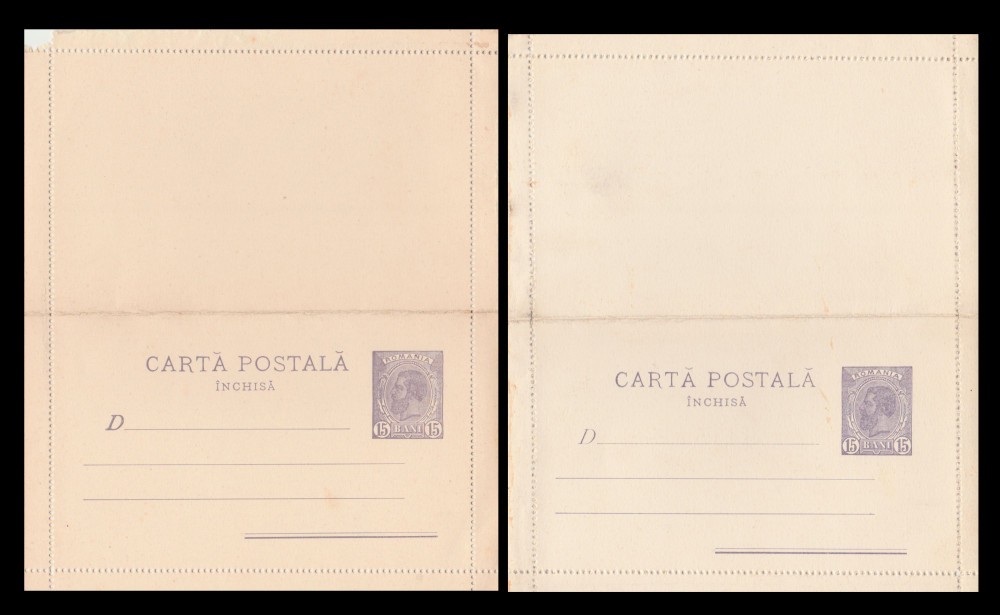 CARTĂ POSTALĂ
ÎNCHISĂ
D
ROMANIA
15 BANI 15
CARTĂ POSTALĂ
ÎNCHISĂ
D
ROMANIA
15 BANI 15